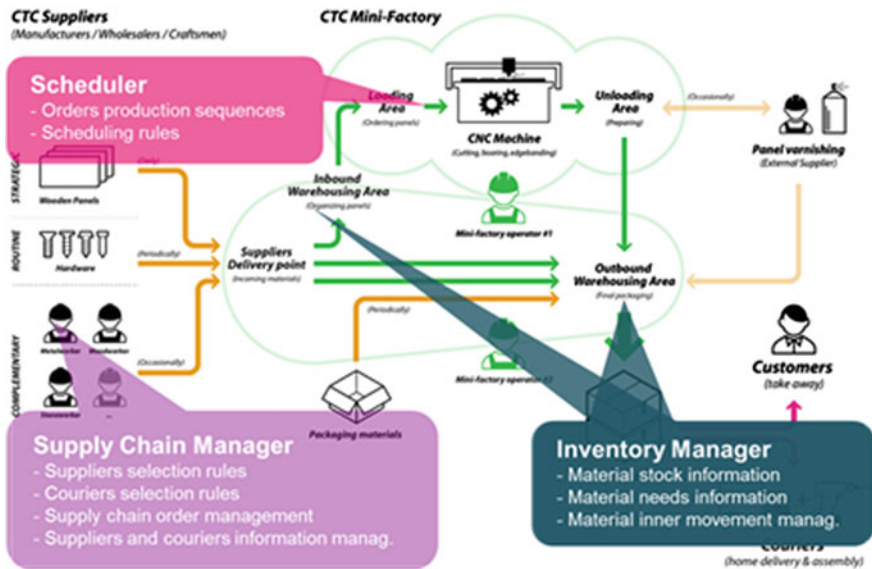 CTC Suppliers
(Manufacturers / Wholesalers / Craftsmen)
CTC Mini-Factory
Scheduler
- Orders production sequences
- Scheduling rules
Loading
Area
(Ordering panels)
CNC Machine
(Cutting, bearing, edgebanding)
Unloading
Area
(Preparing)
(Occasionally)
Panel varnishing
(External Supplier)
STRATEGIC
(Daily)
Wooden Panels
Inbound
Warehousing Area
(Organizing panels)
Mini-factory operator #1
ROUTINE
Hardware
(Periodically)
Suppliers
Delivery point
(Incoming materials)
Outbound
Warehousing Area
(Final packaging)
COMPLEMENTARY
Metalworker
Woodworker
(Occasionally)
Stoneworker
...
(Periodically)
Packaging materials
Mini-factory operator #2
Customers
(take away)
Supply Chain Manager
- Suppliers selection rules
- Couriers selection rules
- Supply chain order management
- Suppliers and couriers information manag.
Inventory Manager
- Material stock information
- Material needs information
- Material inner movement manag.
Couriers
(home delivery & assembly)